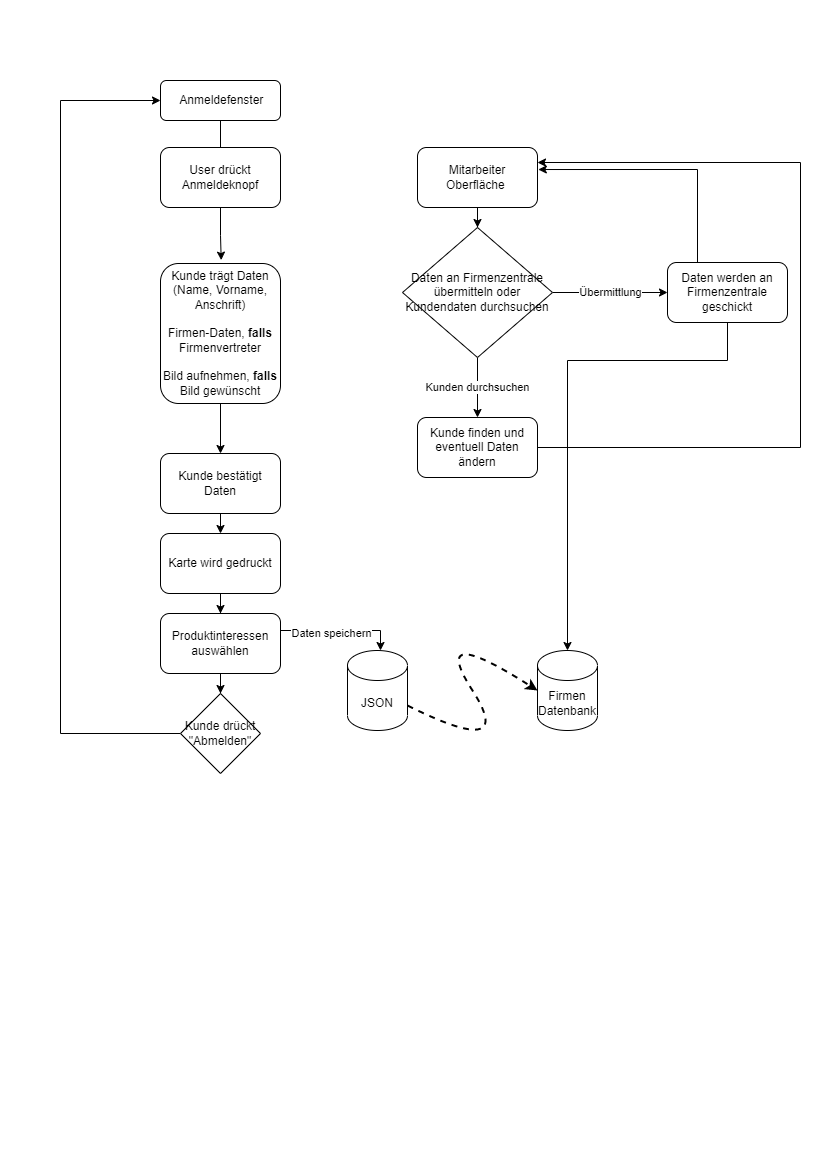 Anmeldefenster
User drückt
Anmeldeknopf
Kunde trägt Daten
(Name, Vorname,
Anschrift)
Firmen-Daten, falls
Firmenvertreter
Bild aufnehmen, falls
Bild gewünscht
Kunde bestätigt
Daten
Karte wird gedruckt
Produktinteressen
auswählen
Daten speichern
Kunde drückt
"Abmelden"
JSON
Mitarbeiter
Oberfläche
Daten an Firmenzentrale
übermitteln oder
Kundendaten durchsuchen
Übermittlung
Daten werden an
Firmenzentrale
geschickt
Kunden durchsuchen
Kunde finden und
eventuell Daten
ändern
Firmen
Datenbank